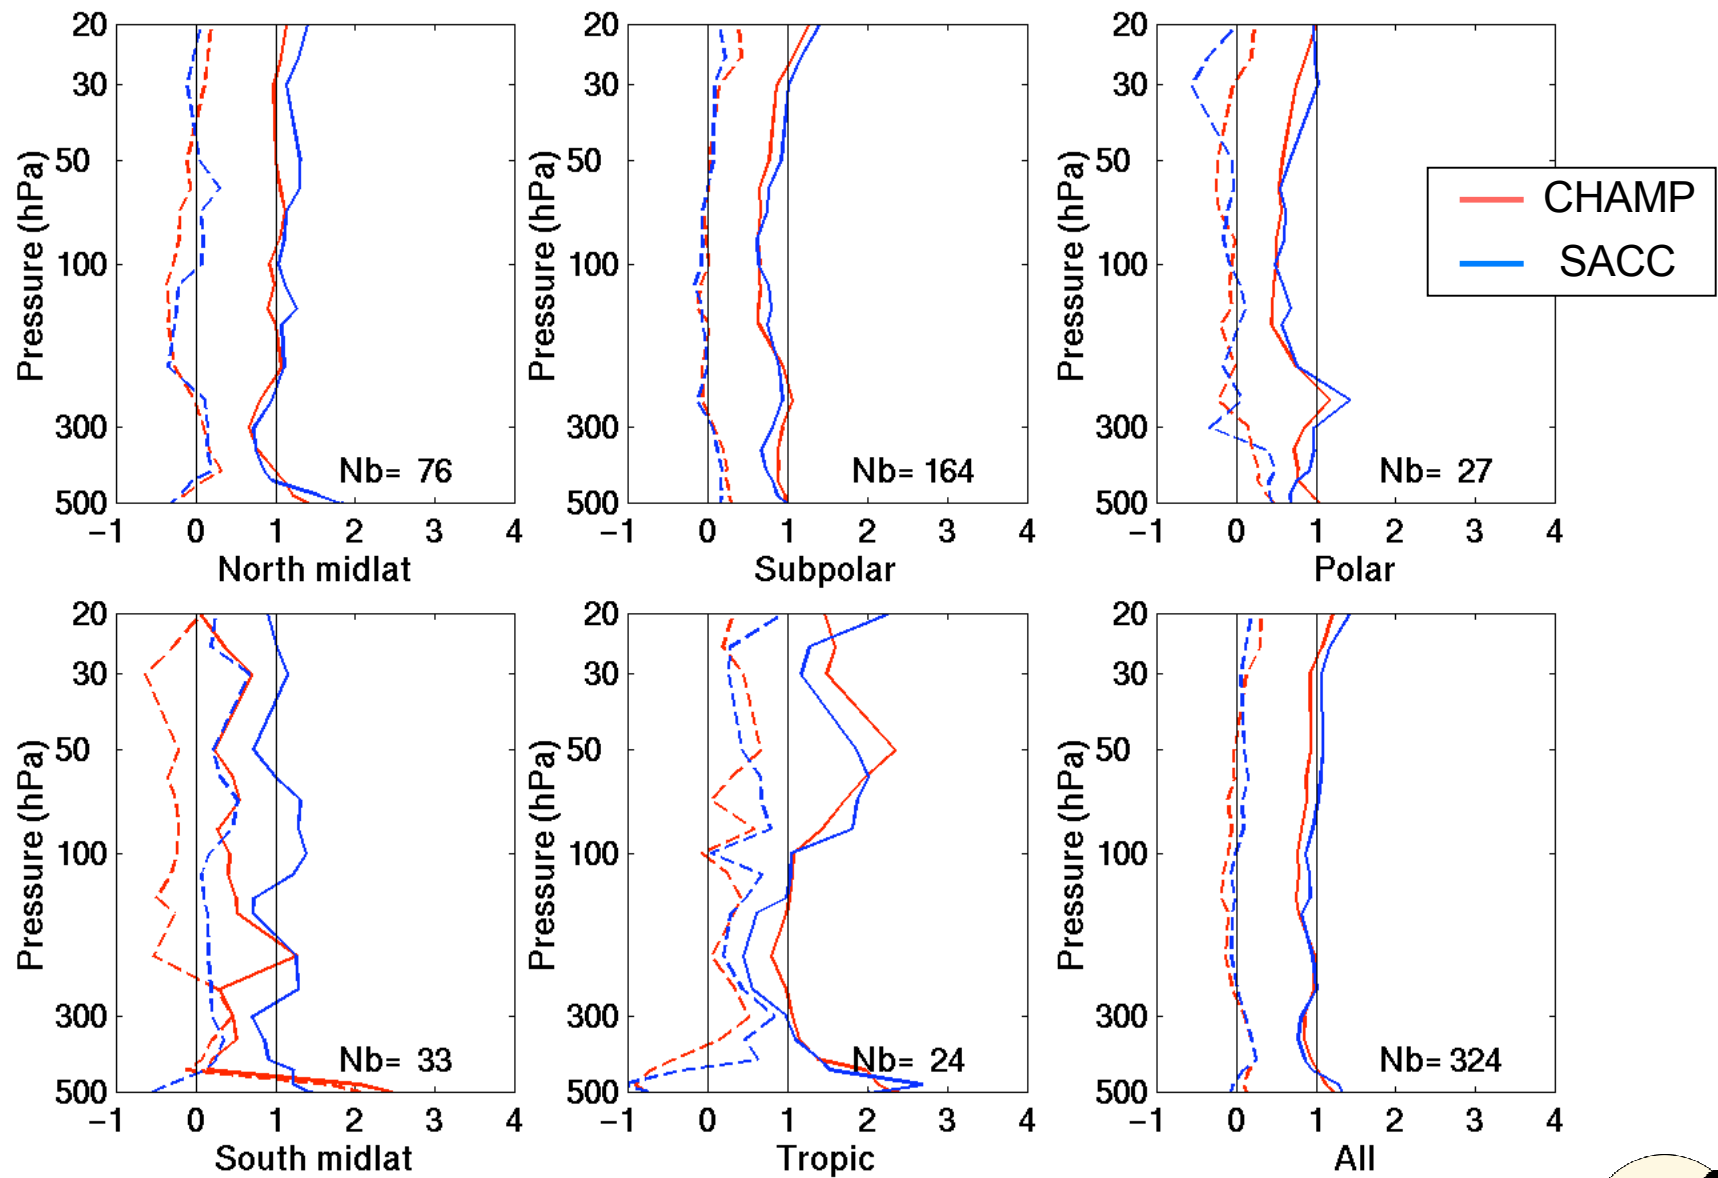 20
30
50
100
300
500
−1 0 1 2 3 4
Pressure (hPa)
Nb= 76
North midlat
20
30
50
100
300
500
−1 0 1 2 3 4
Pressure (hPa)
Nb= 164
Subpolar
20
30
50
100
300
500
−1 0 1 2 3 4
Pressure (hPa)
Nb= 27
Polar
CHAMP
SACC
20
30
50
100
300
500
−1 0 1 2 3 4
Pressure (hPa)
Nb= 33
South midlat
20
30
50
100
300
500
−1 0 1 2 3 4
Pressure (hPa)
Nb= 24
Tropic
20
30
50
100
300
500
−1 0 1 2 3 4
Pressure (hPa)
Nb= 324
All